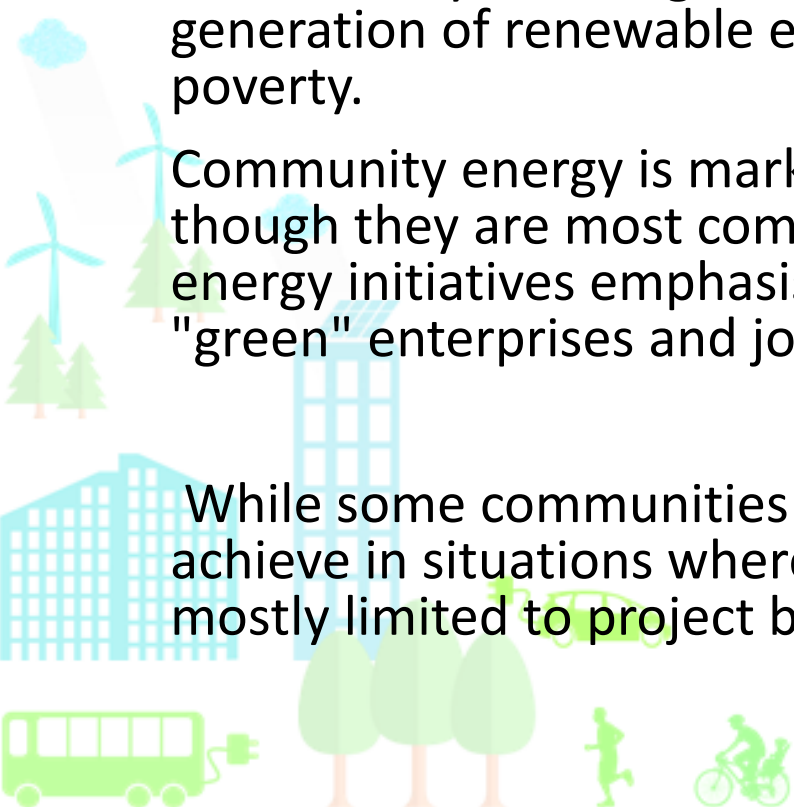 generation of renewable e
poverty.
Community energy is mark
though they are most com
energy initiatives emphasi
"green" enterprises and jo
While some communities
achieve in situations where
mostly limited to project b